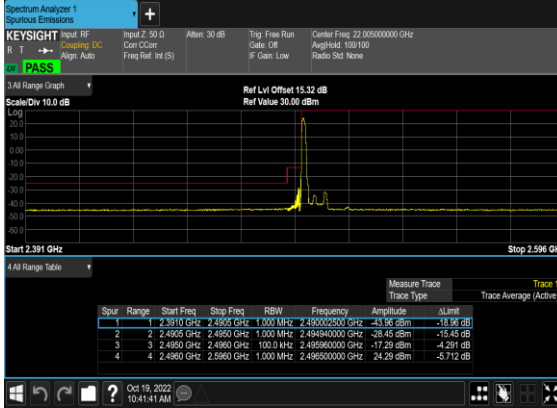 Spectrum Analyzer 1
Spurious Emissions
+
KEYSIGHT Input: RF Input Z: 50 Ω Atten: 30 dB Trig: Free Run Center Freq: 22.005000000 GHz
R T Coupling: DC Corr CCorr Gate: Off Avg|Hold: 100/100
Align: Auto Freq Ref: Int (S) IF Gain: Low Radio Std: None
LXI PASS
3 All Range Graph
Ref Lvl Offset 15.32 dB
Scale/Div 10.0 dB Ref Value 30.00 dBm
Log
20.0
10.0
0.00
-10.0
-20.0
-30.0
-40.0
-50.0
-60.0
Start 2.391 GHz Stop 2.596 GH
4 All Range Table
Measure Trace Trace 1
Trace Type Trace Average (Active
Spur Range Start Freq Stop Freq RBW Frequency Amplitude ΔLimit
1 1 2.3910 GHz 2.4905 GHz 1.000 MHz 2.490002500 GHz -43.96 dBm -18.96 dB
2 2 2.4905 GHz 2.4950 GHz 1.000 MHz 2.494940000 GHz -28.45 dBm -15.45 dB
3 3 2.4950 GHz 2.4960 GHz 100.0 kHz 2.495960000 GHz -17.29 dBm -4.291 dB
4 4 2.4960 GHz 2.5960 GHz 1.000 MHz 2.496500000 GHz 24.29 dBm -5.712 dB
? Oct 19, 2022
10:41:41 AM